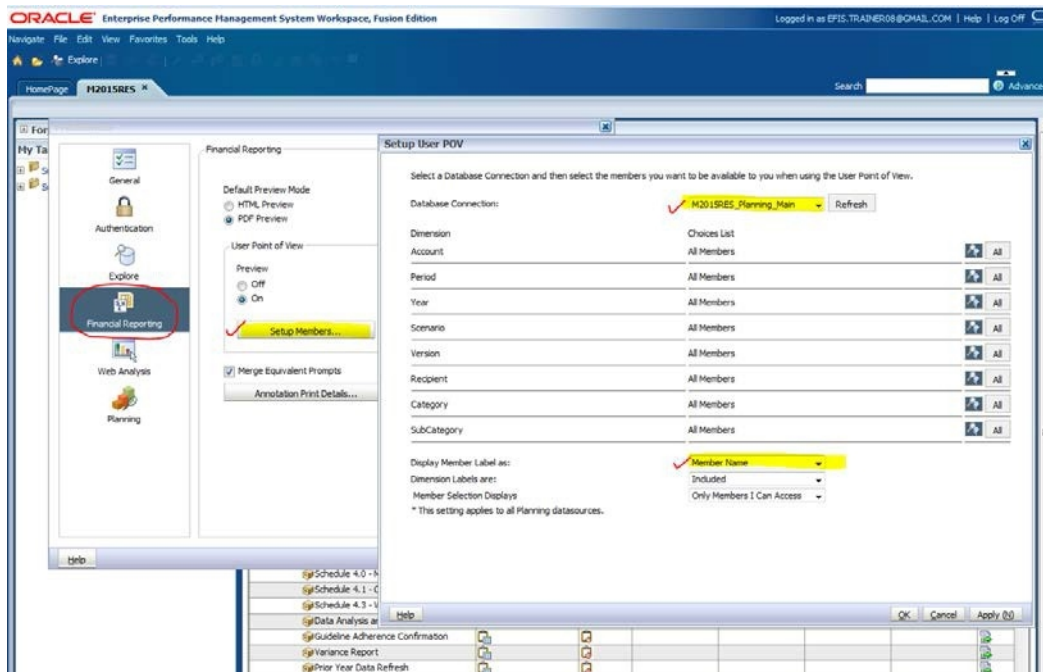 ORACLE Enterprise Performance Management System Workspace, Fusion Edition
Logged in as EFIS.TRAINER08@GMAIL.COM | Help | Log Off
Navigate File Edit View Favorites Tools Help
Explore
HomePage M2015RES
Search
Advance
For
My Ta
General
Authentication
Explore
Financial Reporting
Web Analysis
Planning
Help
Financial Reporting
Default Preview Mode
HTML Preview
PDF Preview
User Point of View
Preview
Off
On
Setup Members...
Merge Equivalent Prompts
Annotation Print Details...
Setup User POV
Select a Database Connection and then select the members you want to be available to you when using the User Point of View.
Database Connection: M2015RES_Planning_Main Refresh
Dimension Choices List
Account All Members All
Period All Members All
Year All Members All
Scenario All Members All
Version All Members All
Recipient All Members All
Category All Members All
SubCategory All Members All
Display Member Label as: Member Name
Dimension Labels are: Included
Member Selection Displays Only Members I Can Access
* This setting applies to all Planning datasources.
Help OK Cancel Apply (N)
Schedule 4.0 - M
Schedule 4.1 - C
Schedule 4.3 - V
Data Analysis a
Guideline Adherence Confirmation
Variance Report
Prior Year Data Refresh